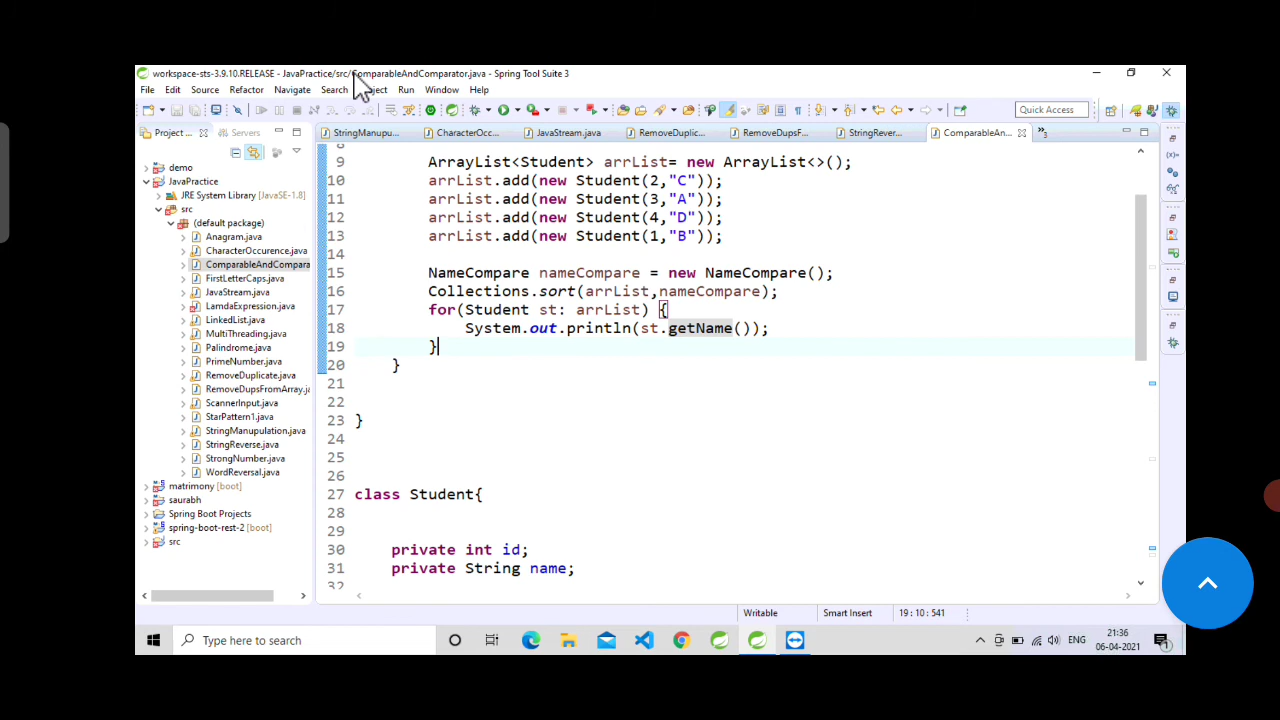 workspace-sts-3.9.10.RELEASE - JavaPractice/src/ComparableAndComparator.java - Spring Tool Suite 3
File Edit Source Refactor Navigate Search Project Run Window Help
Quick Access
Project ... Servers
StringManupu... CharacterOcc... JavaStream.java RemoveDuplic... RemoveDupsF... StringRever... ComparableAn...
demo
JavaPractice
JRE System Library [JavaSE-1.8]
src
(default package)
Anagram.java
CharacterOccurence.java
ComparableAndCompara
FirstLetterCaps.java
JavaStream.java
LamdaExpression.java
LinkedList.java
MultiThreading.java
Palindrome.java
PrimeNumber.java
RemoveDuplicate.java
RemoveDupsFromArray.ja
ScannerInput.java
StarPattern1.java
StringManupulation.java
StringReverse.java
StrongNumber.java
WordReversal.java
matrimony [boot]
saurabh
Spring Boot Projects
spring-boot-rest-2 [boot]
src
8
9 ArrayList<Student> arrList= new ArrayList<>();
10 arrList.add(new Student(2,"C"));
11 arrList.add(new Student(3,"A"));
12 arrList.add(new Student(4,"D"));
13 arrList.add(new Student(1,"B"));
14
15 NameCompare nameCompare = new NameCompare();
16 Collections.sort(arrList,nameCompare);
17 for(Student st: arrList) {
18 System.out.println(st.getName());
19 }
20 }
21
22
23 }
24
25
26
27 class Student{
28
29
30 private int id;
31 private String name;
32
Writable Smart Insert 19 : 10 : 541
Type here to search
ENG
21:36
06-04-2021
1